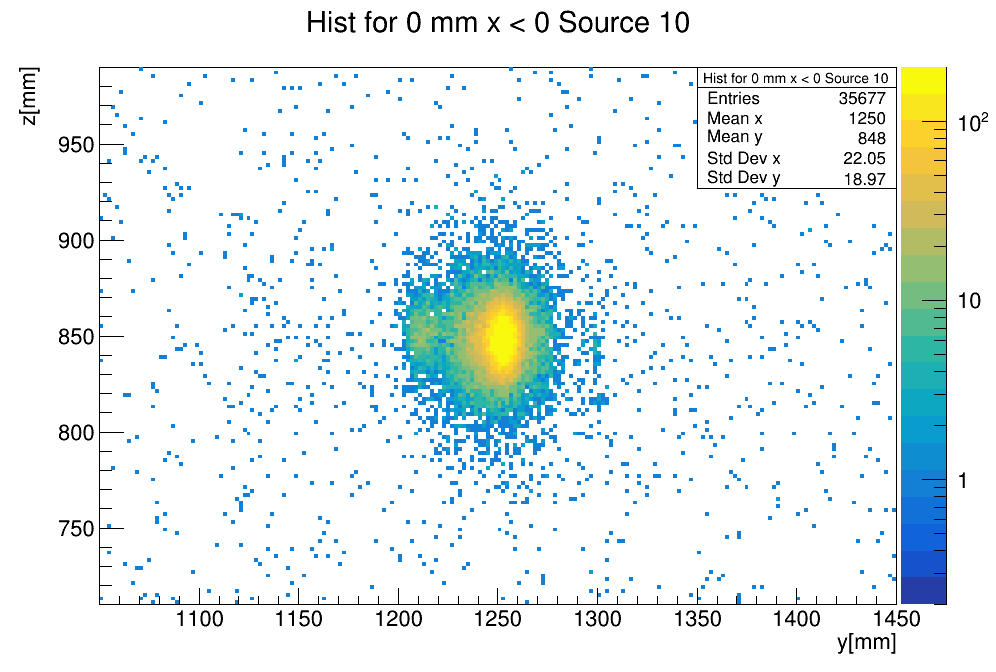 Hist for 0 mm x < 0 Source 10
z[mm]
Hist for 0 mm x < 0 Source 10
Entries 35677
Mean x 1250
Mean y 848
Std Dev x 22.05
Std Dev y 18.97
950
900
850
800
750
1100 1150 1200 1250 1300 1350 1400 1450
y[mm]
10²
10
1